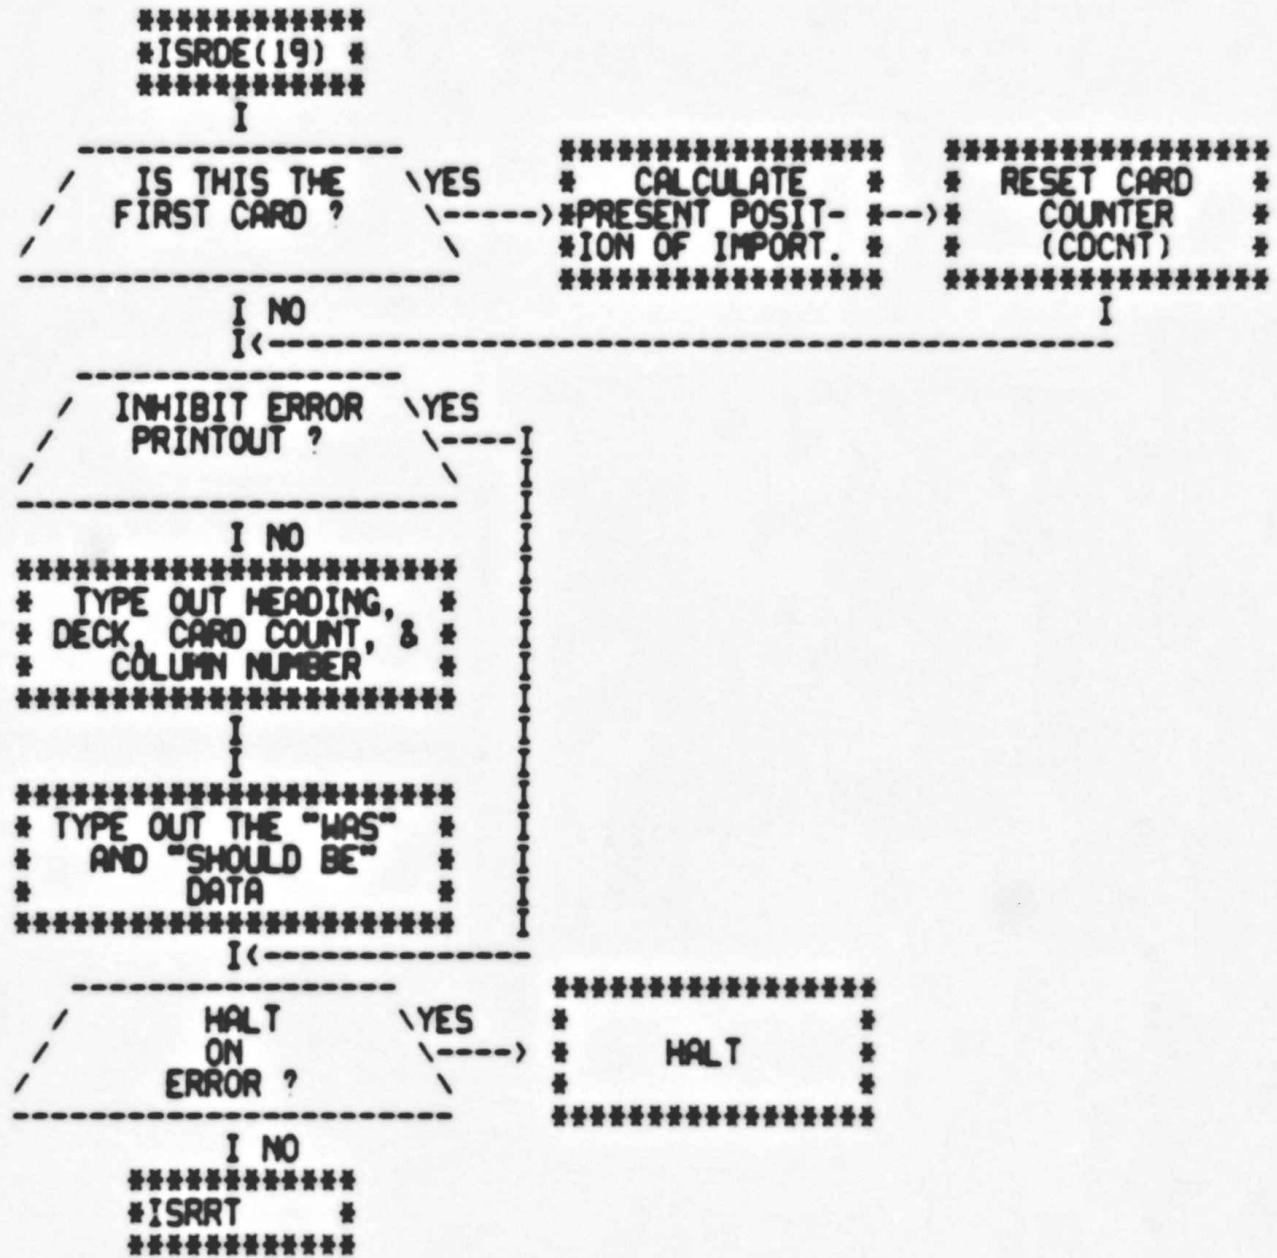 ************
*ISRDE(19) *
************
I
-----------------
/ IS THIS THE \YES
/ FIRST CARD ? \----->
/ \
-----------------------
*****************
* CALCULATE *
*PRESENT POSIT- *-->
*ION OF IMPORT. *
*****************
*****************
* RESET CARD *
* COUNTER *
* (CDCNT) *
*****************
I NO
I
I<---------------------------------------------
-----------------
/ INHIBIT ERROR \YES
/ PRINTOUT ? \----I
/ \
-----------------------
I NO
***********************
* TYPE OUT HEADING, *
* DECK, CARD COUNT, & *
* COLUMN NUMBER *
***********************
I
I
***********************
* TYPE OUT THE "WAS" *
* AND "SHOULD BE" *
* DATA *
***********************
I<--------------
-----------------
/ HALT \YES
/ ON \---->
/ ERROR ? \
-----------------------
*****************
* *
* HALT *
* *
*****************
I NO
************
*ISRRT *
************